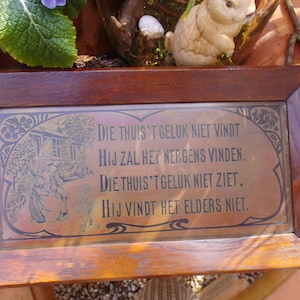 DIE THUIS'T GELUK NIET VINDT
HIJ ZAL HET NERGENS VINDEN.
DIE THUIS'T GELUK NIET ZIET,
HIJ VINDT HET ELDERS NIET.